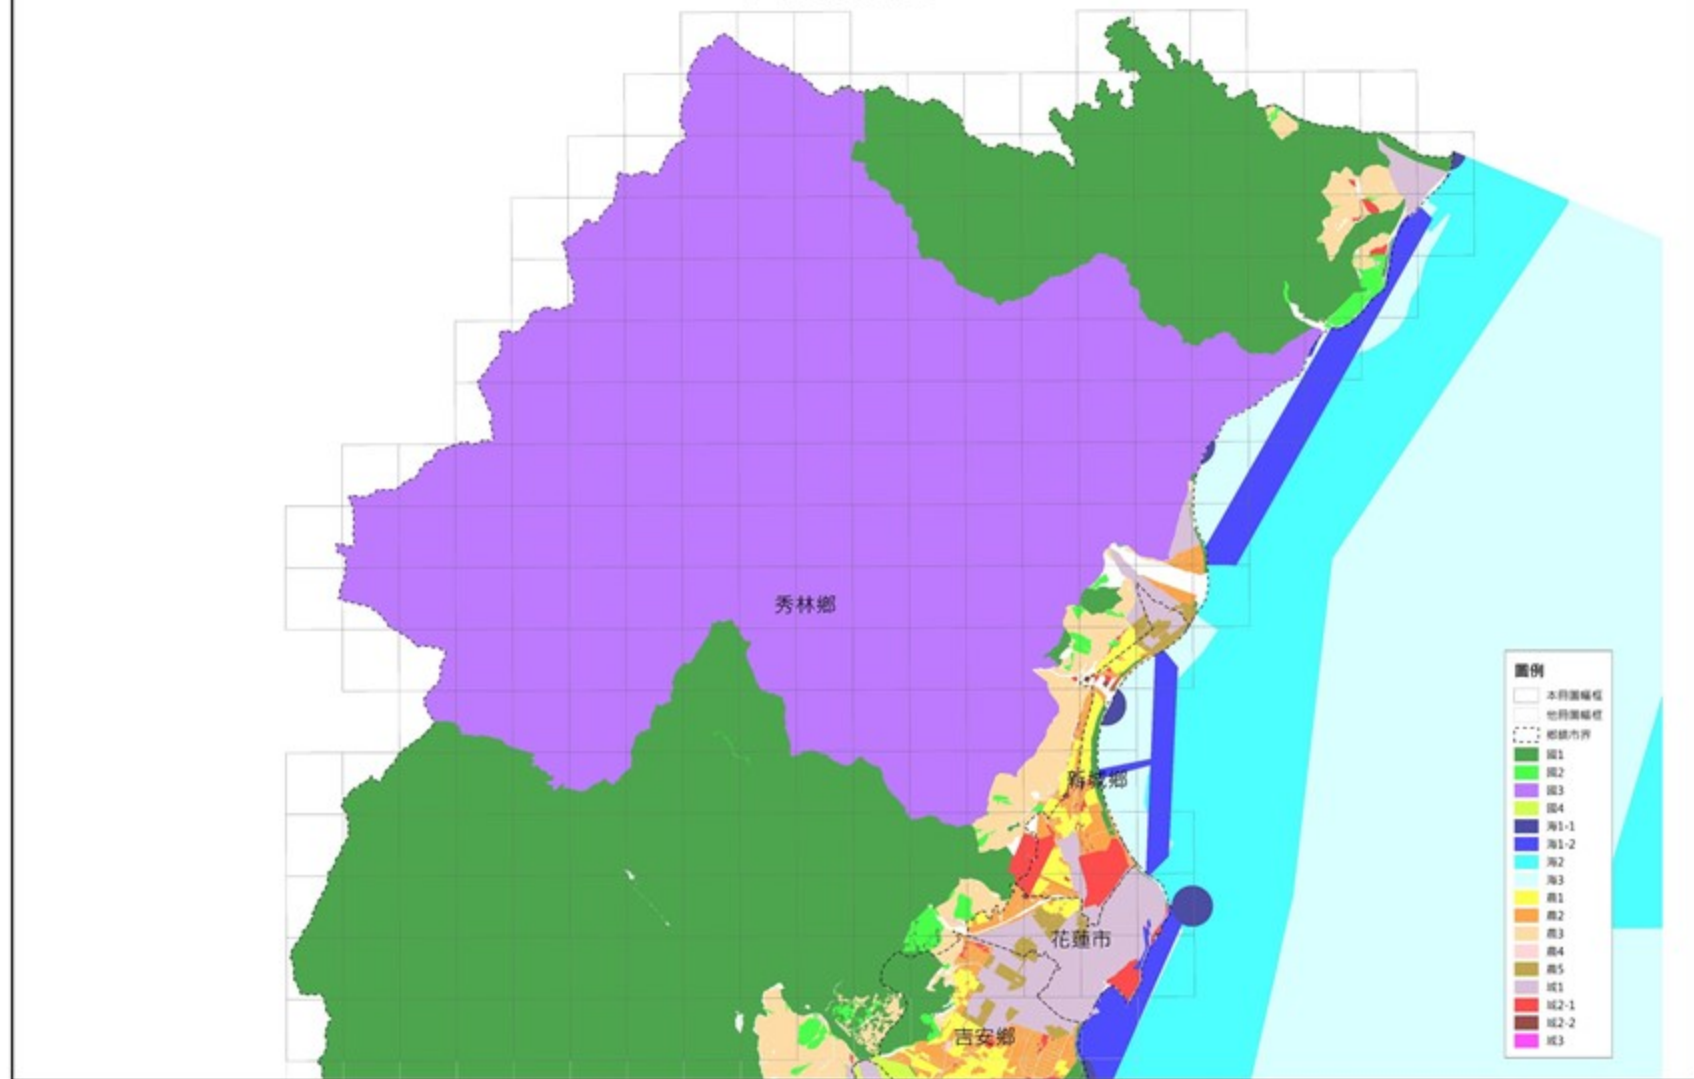 秀林鄉
新城鄉
花蓮市
吉安鄉
圖例
本冊圖幅框
他冊圖幅框
鄉鎮市界
國1
國2
國3
國4
海1-1
海1-2
海2
海3
農1
農2
農3
農4
農5
城1
城2-1
城2-2
城3